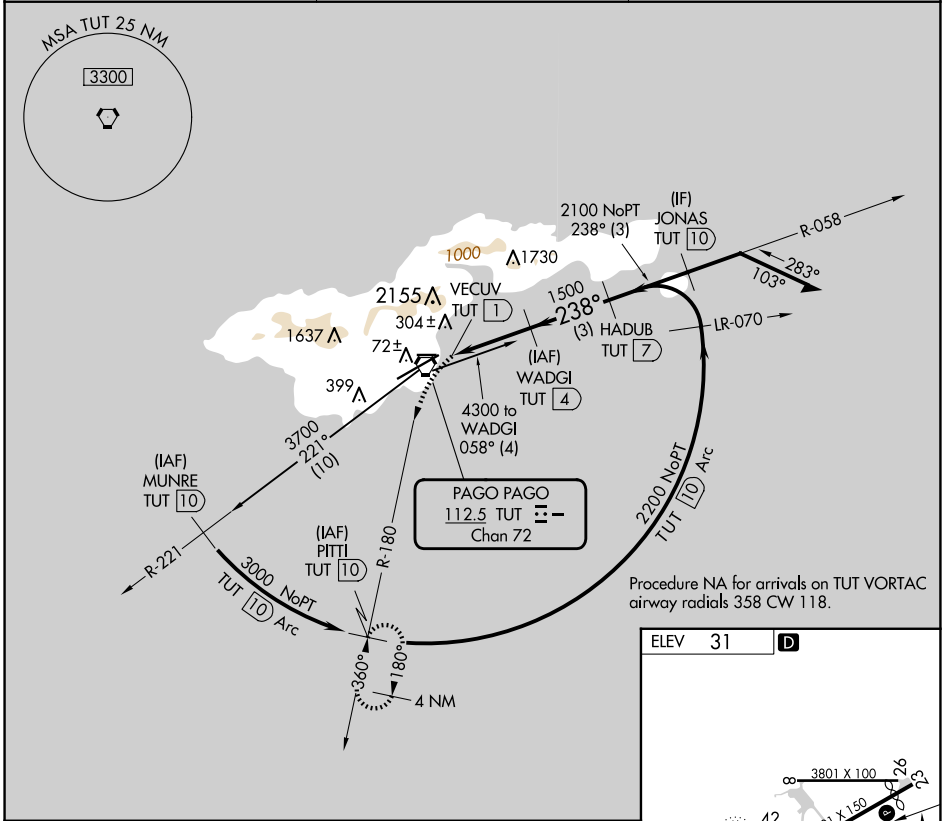 MSA TUT 25 NM
3300
(IF)
JONAS
TUT 10
2100 NoPT
238° (3)
R-058
283°
103°
1000
1730
2155
VECUV
TUT 1
304±
1500
238°
(3)
HADUB
TUT 7
LR-070
1637
72±
(IAF)
WADGI
TUT 4
399
4300 to
WADGI
058° (4)
3700
221°
(10)
(IAF)
MUNRE
TUT 10
PAGO PAGO
112.5 TUT
Chan 72
2200 NoPT
TUT 10 Arc
(IAF)
PITTI
TUT 10
R-180
R-221
3000 NoPT
TUT 10 Arc
Procedure NA for arrivals on TUT VORTAC
airway radials 358 CW 118.
360°
180°
4 NM
ELEV 31 D
8 3801 X 100 26
23
X 150
P
42